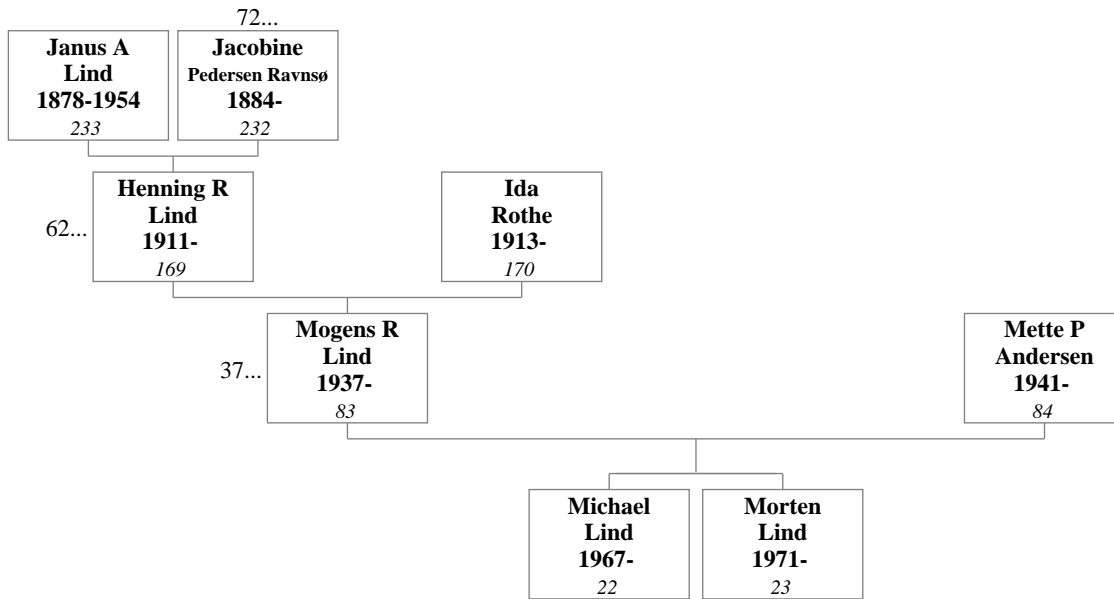 72...
Janus A
Lind
1878-1954
233
Jacobine
Pedersen Ravnsø
1884-
232
62...
Henning R
Lind
1911-
169
Ida
Rothe
1913-
170
37...
Mogens R
Lind
1937-
83
Mette P
Andersen
1941-
84
Michael
Lind
1967-
22
Morten
Lind
1971-
23